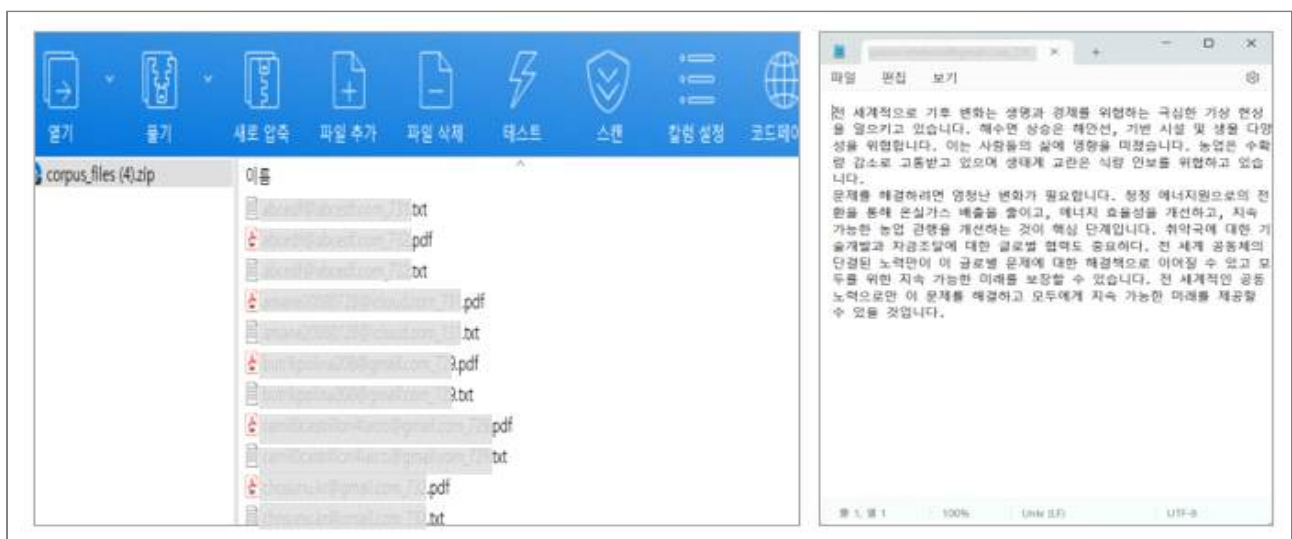 열기
풀기
새로 압축
파일 추가
파일 삭제
테스트
스캔
칼럼 설정
코드페이
corpus_files (4).zip
이름
.txt
.pdf
.txt
.pdf
.txt
9.pdf
9.txt
.pdf
.txt
.pdf
.txt
파일 편집 보기
전 세계적으로 기후 변화는 생명과 경제를 위협하는 극심한 기상 현상
을 일으키고 있습니다. 해수면 상승은 해안선, 기반 시설 및 생물 다양
성을 위협합니다. 이는 사람들의 삶에 영향을 미쳤습니다. 농업은 수확
량 감소로 고통받고 있으며 생태계 교란은 식량 안보를 위협하고 있습
니다.
문제를 해결하려면 엄청난 변화가 필요합니다. 청정 에너지원으로의 전
환을 통해 온실가스 배출을 줄이고, 에너지 효율성을 개선하고, 지속
가능한 농업 관행을 개선하는 것이 핵심 단계입니다. 취약국에 대한 기
술개발과 자금조달에 대한 글로벌 협력도 중요하다. 전 세계 공동체의
단결된 노력만이 이 글로벌 문제에 대한 해결책으로 이어질 수 있고 모
두를 위한 지속 가능한 미래를 보장할 수 있습니다. 전 세계적인 공동
노력으로만 이 문제를 해결하고 모두에게 지속 가능한 미래를 제공할
수 있을 것입니다.
줄 1, 열 1 100% Unix (LF) UTF-8